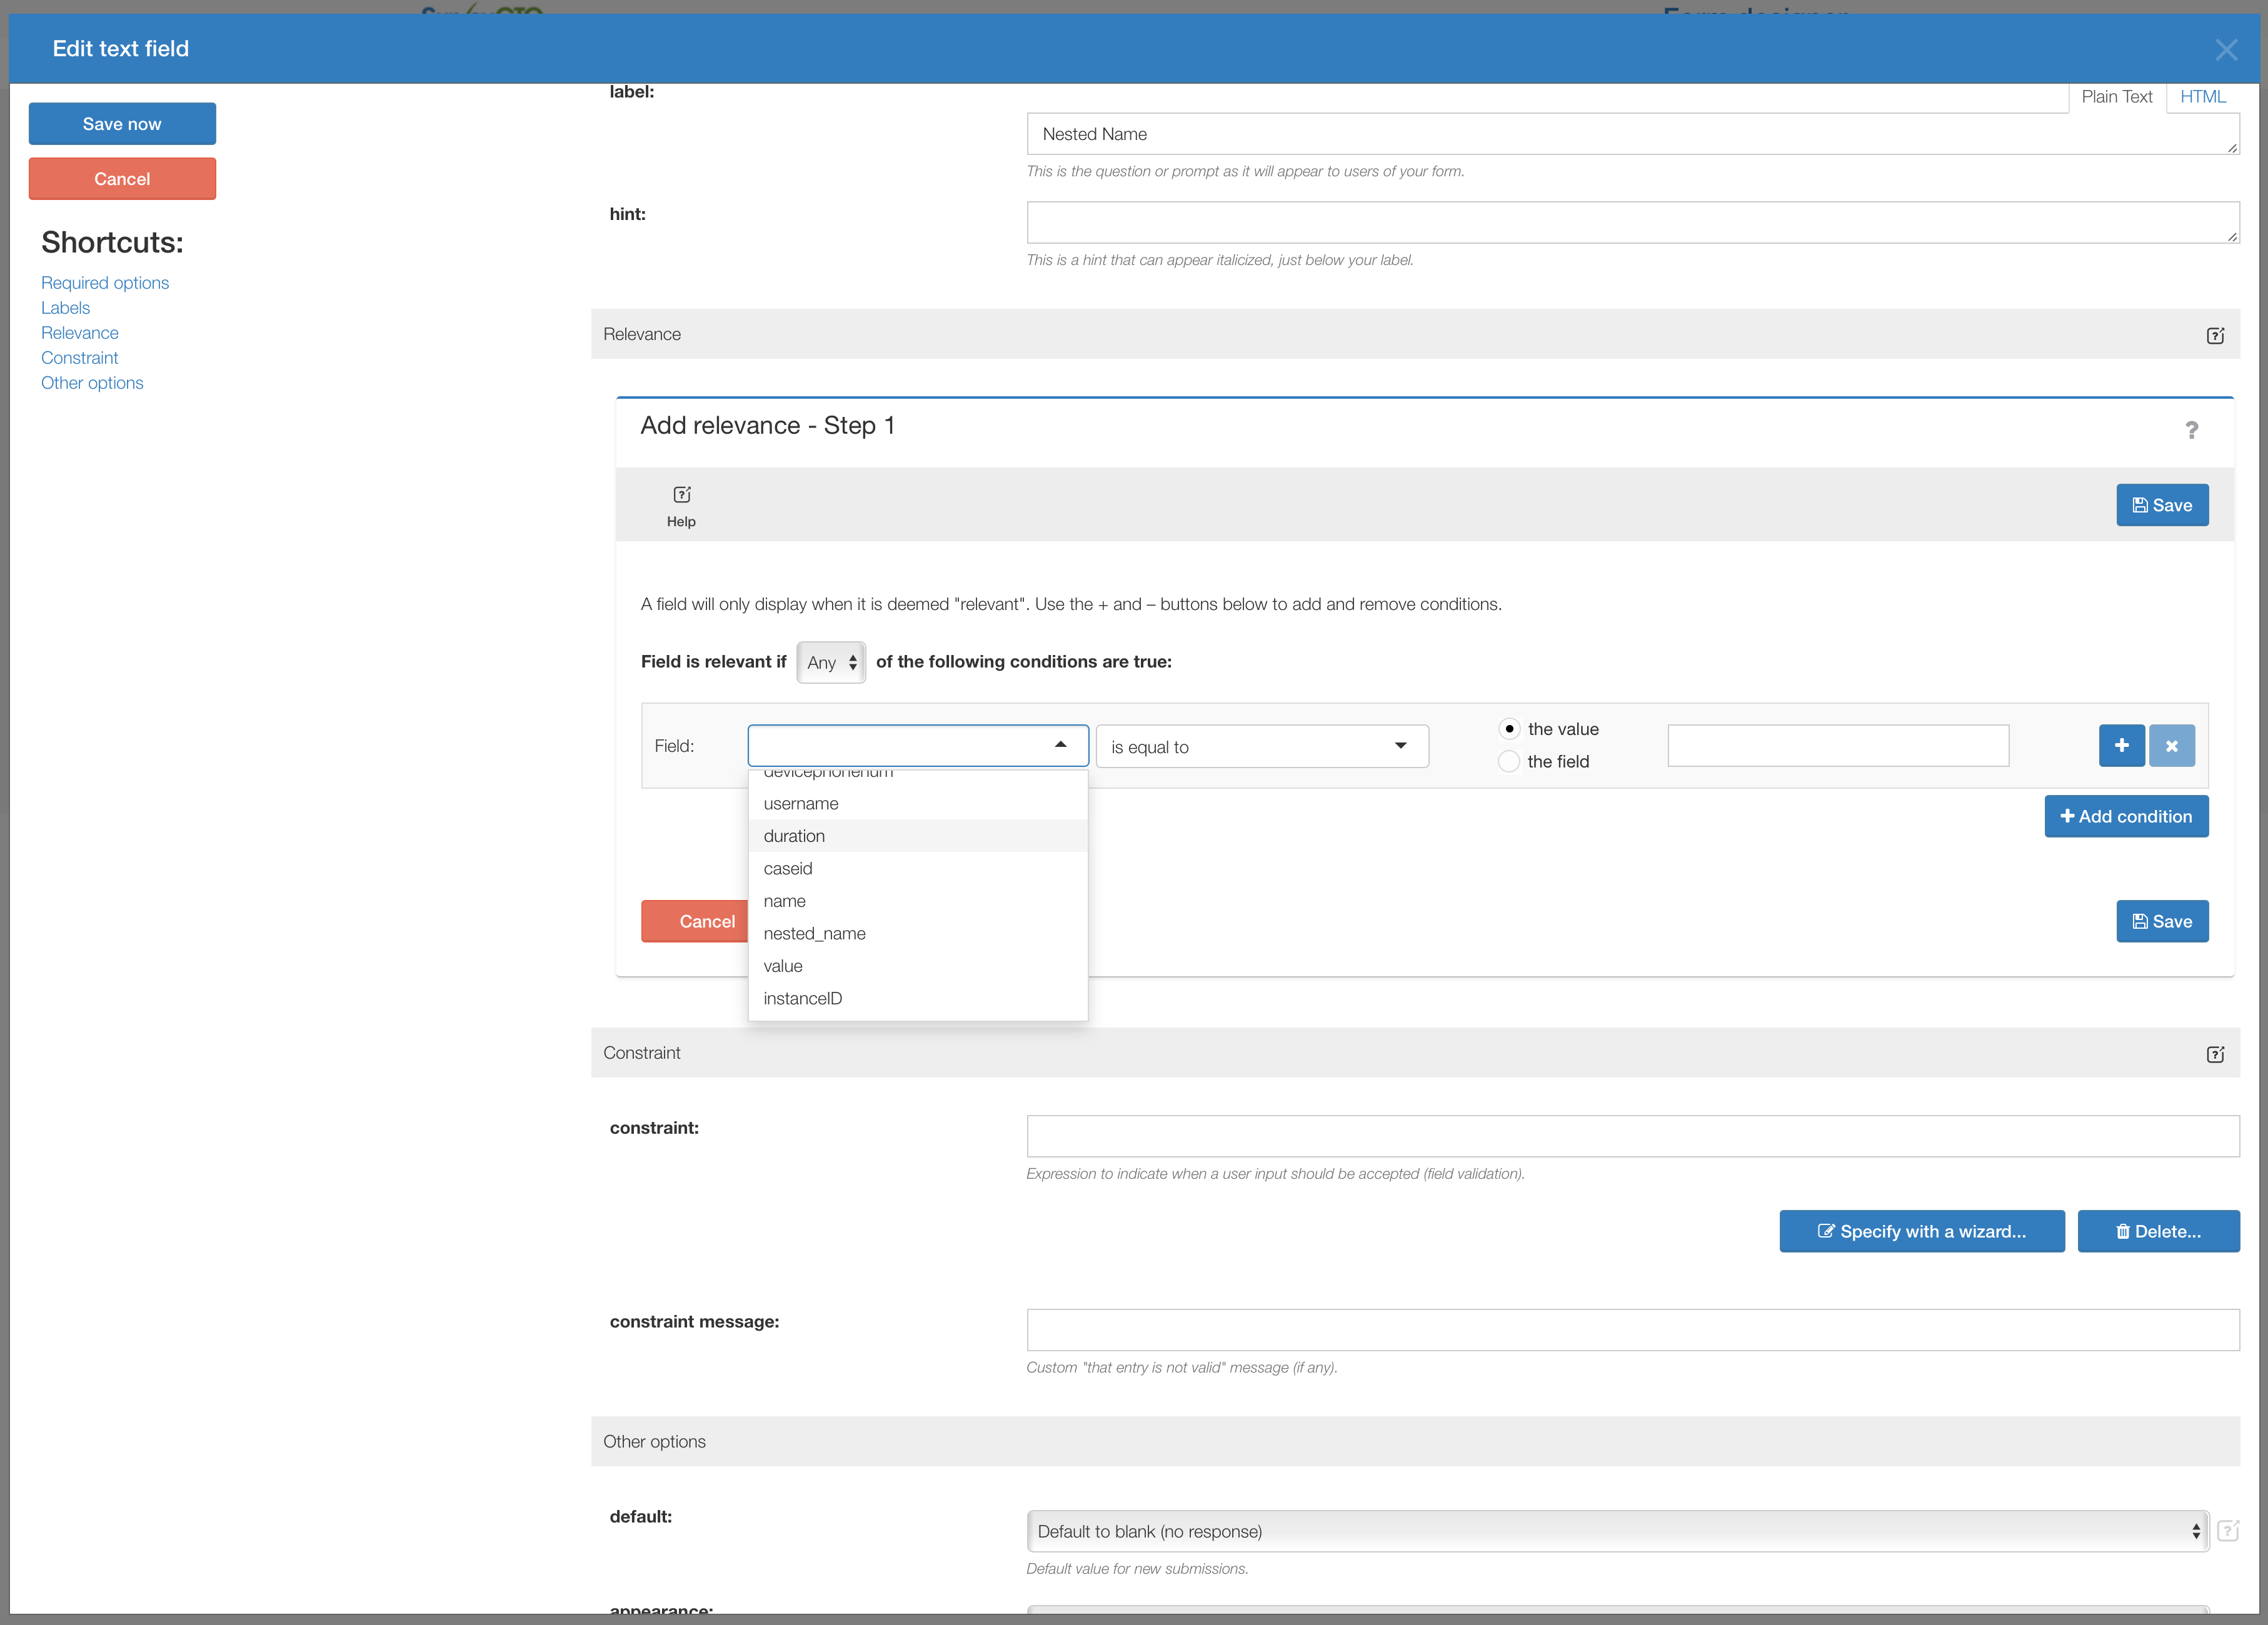 Edit text field
Save now
Cancel
Shortcuts:
Required options
Labels
Relevance
Constraint
Other options
label:
Plain Text
HTML
Nested Name
This is the question or prompt as it will appear to users of your form.
hint:
This is a hint that can appear italicized, just below your label.
Relevance
Add relevance - Step 1
?
Help
Save
A field will only display when it is deemed "relevant". Use the + and – buttons below to add and remove conditions.
Field is relevant if Any of the following conditions are true:
Field:
is equal to
the value
the field
devicephonenum
username
duration
caseid
name
nested_name
value
instanceID
Add condition
Cancel
Save
Constraint
constraint:
Expression to indicate when a user input should be accepted (field validation).
Specify with a wizard...
Delete...
constraint message:
Custom "that entry is not valid" message (if any).
Other options
default:
Default to blank (no response)
Default value for new submissions.
appearance: